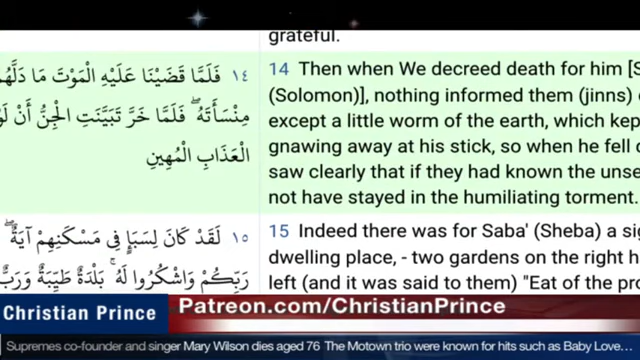 grateful.
١٤ فَلَمَّا قَضَيْنَا عَلَيْهِ الْمَوْتَ مَا دَلَّهُم
14 Then when We decreed death for him [S
(Solomon)], nothing informed them (jinns) o
مِنْسَأَتَهُ ۖ فَلَمَّا خَرَّ تَبَيَّنَتِ الْجِنُّ أَنْ لَو
except a little worm of the earth, which kep
gnawing away at his stick, so when he fell
الْعَذَابِ الْمُهِينِ
saw clearly that if they had known the unse
not have stayed in the humiliating torment.
١٥ لَقَدْ كَانَ لِسَبَإٍ فِي مَسْكَنِهِمْ آيَةٌ ۖ
15 Indeed there was for Saba' (Sheba) a si
dwelling place, - two gardens on the right h
رَبِّكُمْ وَاشْكُرُوا لَهُ ۚ بَلْدَةٌ طَيِّبَةٌ وَرَبٌّ
left (and it was said to them) "Eat of the pro
Christian Prince
Patreon.com/ChristianPrince
Supremes co-founder and singer Mary Wilson dies aged 76 The Motown trio were known for hits such as Baby Love...